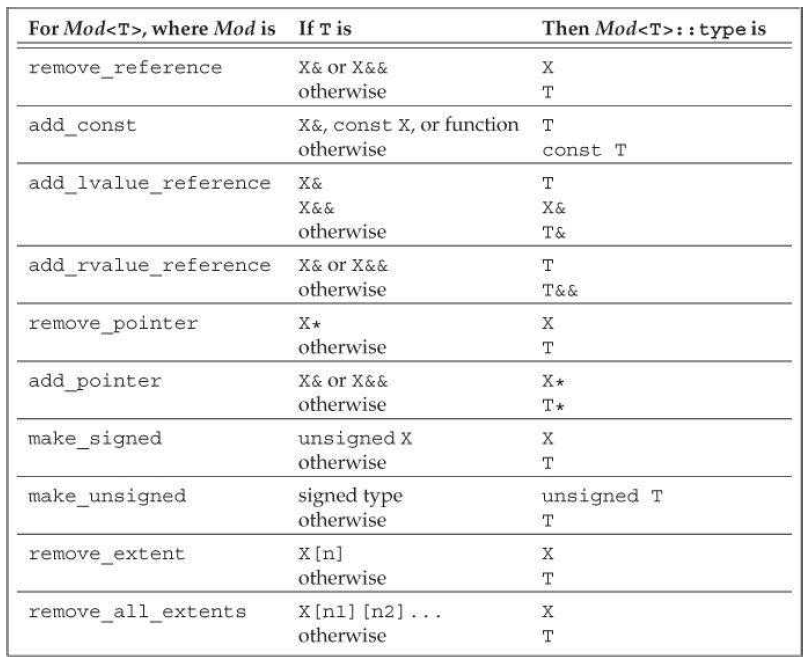 For Mod<T>, where Mod is If T is Then Mod<T>::type is
remove_reference X& or X&& X
otherwise T
add_const X&, const X, or function T
otherwise const T
add_lvalue_reference X& T
X&& X&
otherwise T&
add_rvalue_reference X& or X&& T
otherwise T&&
remove_pointer X* X
otherwise T
add_pointer X& or X&& X*
otherwise T*
make_signed unsigned X X
otherwise T
make_unsigned signed type unsigned T
otherwise T
remove_extent X[n] X
otherwise T
remove_all_extents X[n1][n2]... X
otherwise T